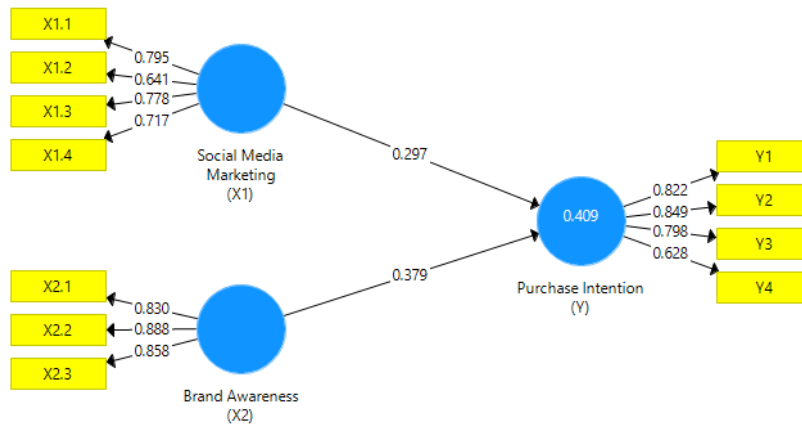 X1.1
X1.2
X1.3
X1.4
0.795
0.641
0.778
0.717
Social Media
Marketing
(X1)
0.297
X2.1
X2.2
X2.3
0.830
0.888
0.858
Brand Awareness
(X2)
0.379
0.409
Purchase Intention
(Y)
0.822
0.849
0.798
0.628
Y1
Y2
Y3
Y4